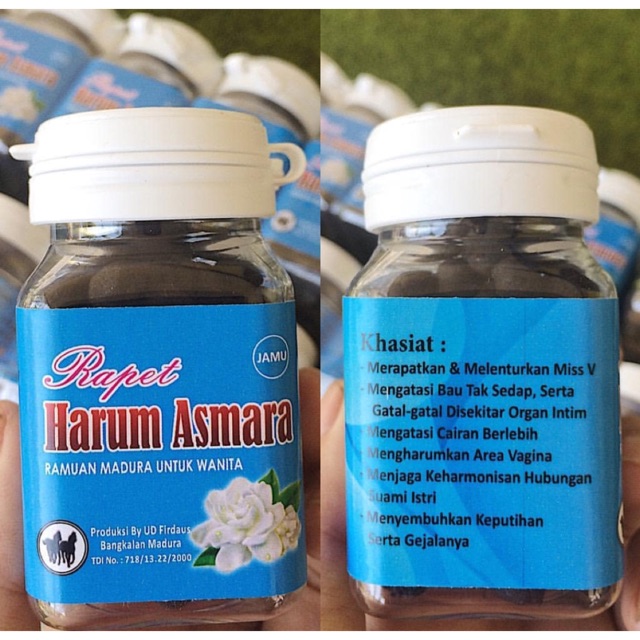 Rapet
JAMU
Harum Asmara
RAMUAN MADURA UNTUK WANITA
Produksi By UD Firdaus
Bangkalan Madura
TDI No. : 718/13.22/2000
Khasiat :
- Merapatkan & Melenturkan Miss V
- Mengatasi Bau Tak Sedap, Serta
Gatal-gatal Disekitar Organ Intim
- Mengatasi Cairan Berlebih
- Mengharumkan Area Vagina
- Menjaga Keharmonisan Hubungan
Suami Istri
- Menyembuhkan Keputihan
Serta Gejalanya